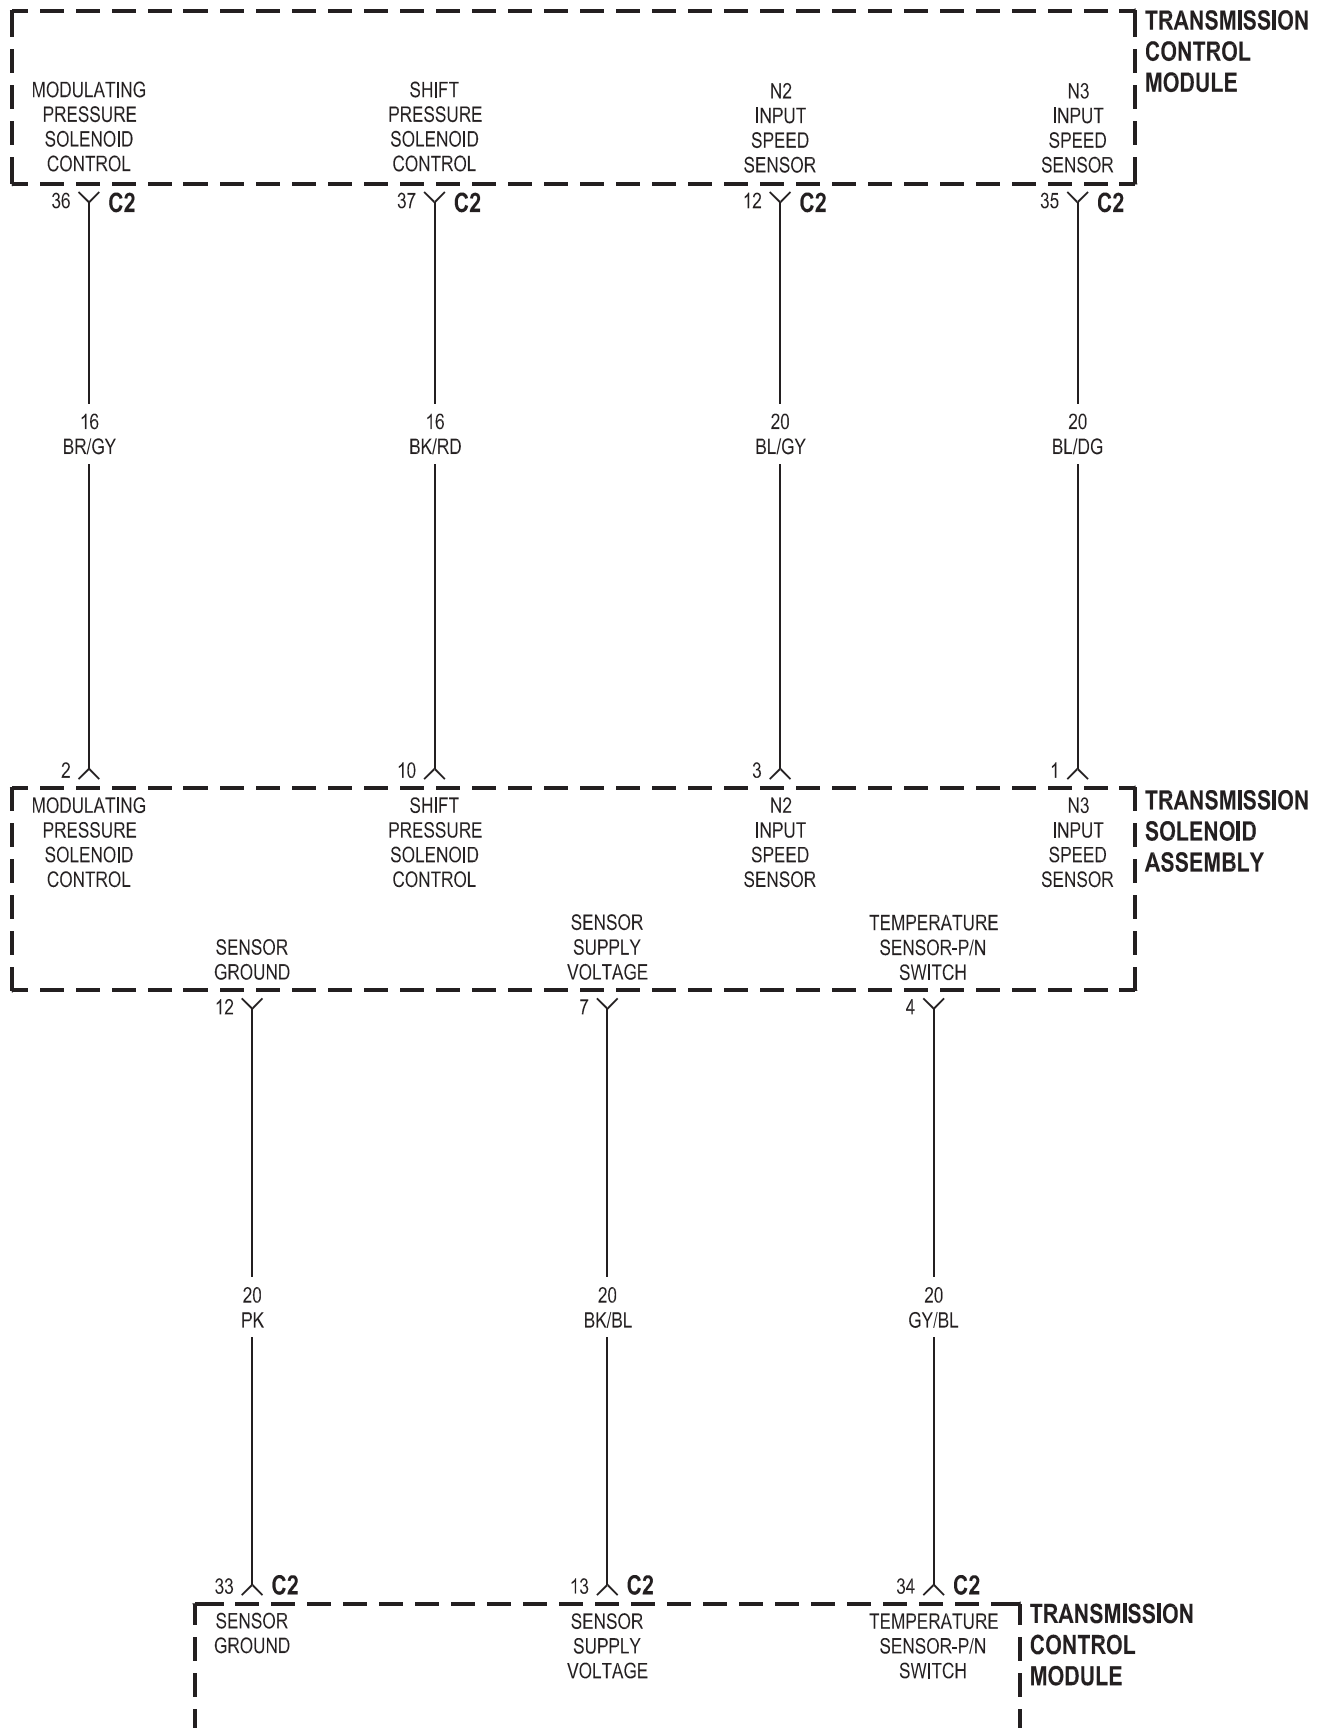 TRANSMISSION
CONTROL
MODULE
MODULATING
PRESSURE
SOLENOID
CONTROL
SHIFT
PRESSURE
SOLENOID
CONTROL
N2
INPUT
SPEED
SENSOR
N3
INPUT
SPEED
SENSOR
36 C2
37 C2
12 C2
35 C2
16
BR/GY
16
BK/RD
20
BL/GY
20
BL/DG
2
10
3
1
TRANSMISSION
SOLENOID
ASSEMBLY
MODULATING
PRESSURE
SOLENOID
CONTROL
SHIFT
PRESSURE
SOLENOID
CONTROL
N2
INPUT
SPEED
SENSOR
N3
INPUT
SPEED
SENSOR
SENSOR
GROUND
SENSOR
SUPPLY
VOLTAGE
TEMPERATURE
SENSOR-P/N
SWITCH
12
7
4
20
PK
20
BK/BL
20
GY/BL
33 C2
13 C2
34 C2
SENSOR
GROUND
SENSOR
SUPPLY
VOLTAGE
TEMPERATURE
SENSOR-P/N
SWITCH
TRANSMISSION
CONTROL
MODULE